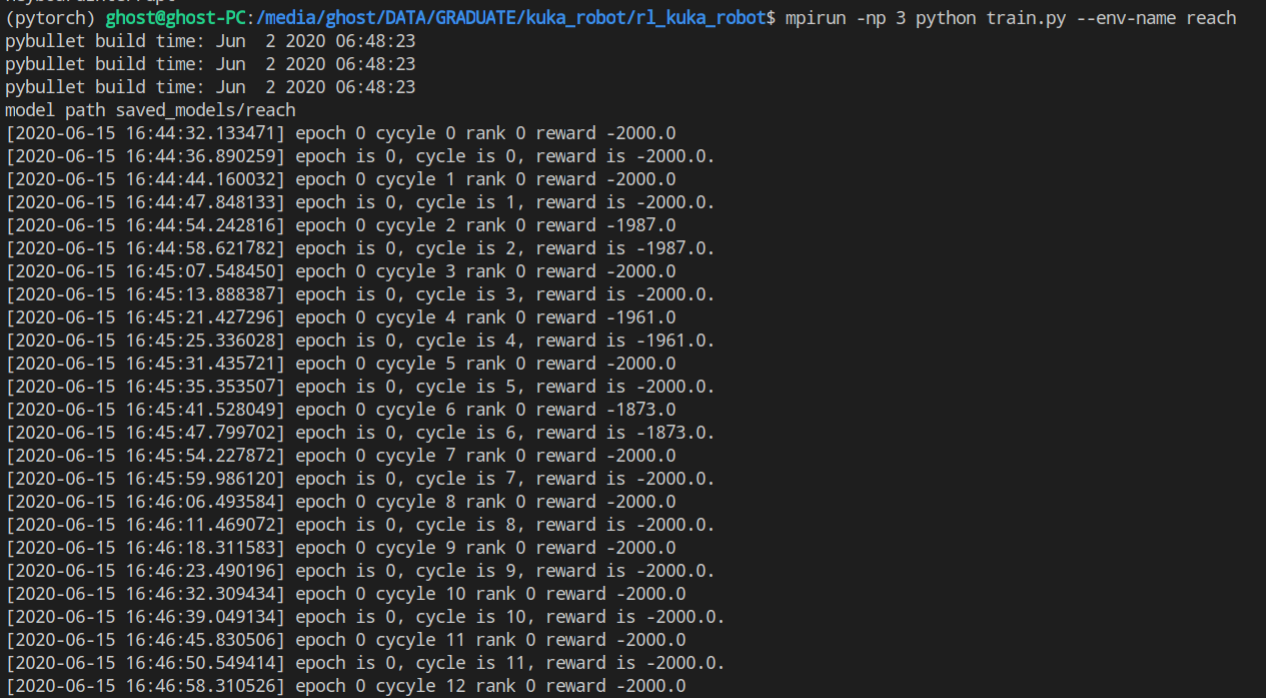 (pytorch) ghost@ghost-PC:/media/ghost/DATA/GRADUATE/kuka_robot/rl_kuka_robot$ mpirun -np 3 python train.py --env-name reach
pybullet build time: Jun  2 2020 06:48:23
pybullet build time: Jun  2 2020 06:48:23
pybullet build time: Jun  2 2020 06:48:23
model path saved_models/reach
[2020-06-15 16:44:32.133471] epoch 0 cycyle 0 rank 0 reward -2000.0
[2020-06-15 16:44:36.890259] epoch is 0, cycle is 0, reward is -2000.0.
[2020-06-15 16:44:44.160032] epoch 0 cycyle 1 rank 0 reward -2000.0
[2020-06-15 16:44:47.848133] epoch is 0, cycle is 1, reward is -2000.0.
[2020-06-15 16:44:54.242816] epoch 0 cycyle 2 rank 0 reward -1987.0
[2020-06-15 16:44:58.621782] epoch is 0, cycle is 2, reward is -1987.0.
[2020-06-15 16:45:07.548450] epoch 0 cycyle 3 rank 0 reward -2000.0
[2020-06-15 16:45:13.888387] epoch is 0, cycle is 3, reward is -2000.0.
[2020-06-15 16:45:21.427296] epoch 0 cycyle 4 rank 0 reward -1961.0
[2020-06-15 16:45:25.336028] epoch is 0, cycle is 4, reward is -1961.0.
[2020-06-15 16:45:31.435721] epoch 0 cycyle 5 rank 0 reward -2000.0
[2020-06-15 16:45:35.353507] epoch is 0, cycle is 5, reward is -2000.0.
[2020-06-15 16:45:41.528049] epoch 0 cycyle 6 rank 0 reward -1873.0
[2020-06-15 16:45:47.799702] epoch is 0, cycle is 6, reward is -1873.0.
[2020-06-15 16:45:54.227872] epoch 0 cycyle 7 rank 0 reward -2000.0
[2020-06-15 16:45:59.986120] epoch is 0, cycle is 7, reward is -2000.0.
[2020-06-15 16:46:06.493584] epoch 0 cycyle 8 rank 0 reward -2000.0
[2020-06-15 16:46:11.469072] epoch is 0, cycle is 8, reward is -2000.0.
[2020-06-15 16:46:18.311583] epoch 0 cycyle 9 rank 0 reward -2000.0
[2020-06-15 16:46:23.490196] epoch is 0, cycle is 9, reward is -2000.0.
[2020-06-15 16:46:32.309434] epoch 0 cycyle 10 rank 0 reward -2000.0
[2020-06-15 16:46:39.049134] epoch is 0, cycle is 10, reward is -2000.0.
[2020-06-15 16:46:45.830506] epoch 0 cycyle 11 rank 0 reward -2000.0
[2020-06-15 16:46:50.549414] epoch is 0, cycle is 11, reward is -2000.0.
[2020-06-15 16:46:58.310526] epoch 0 cycyle 12 rank 0 reward -2000.0